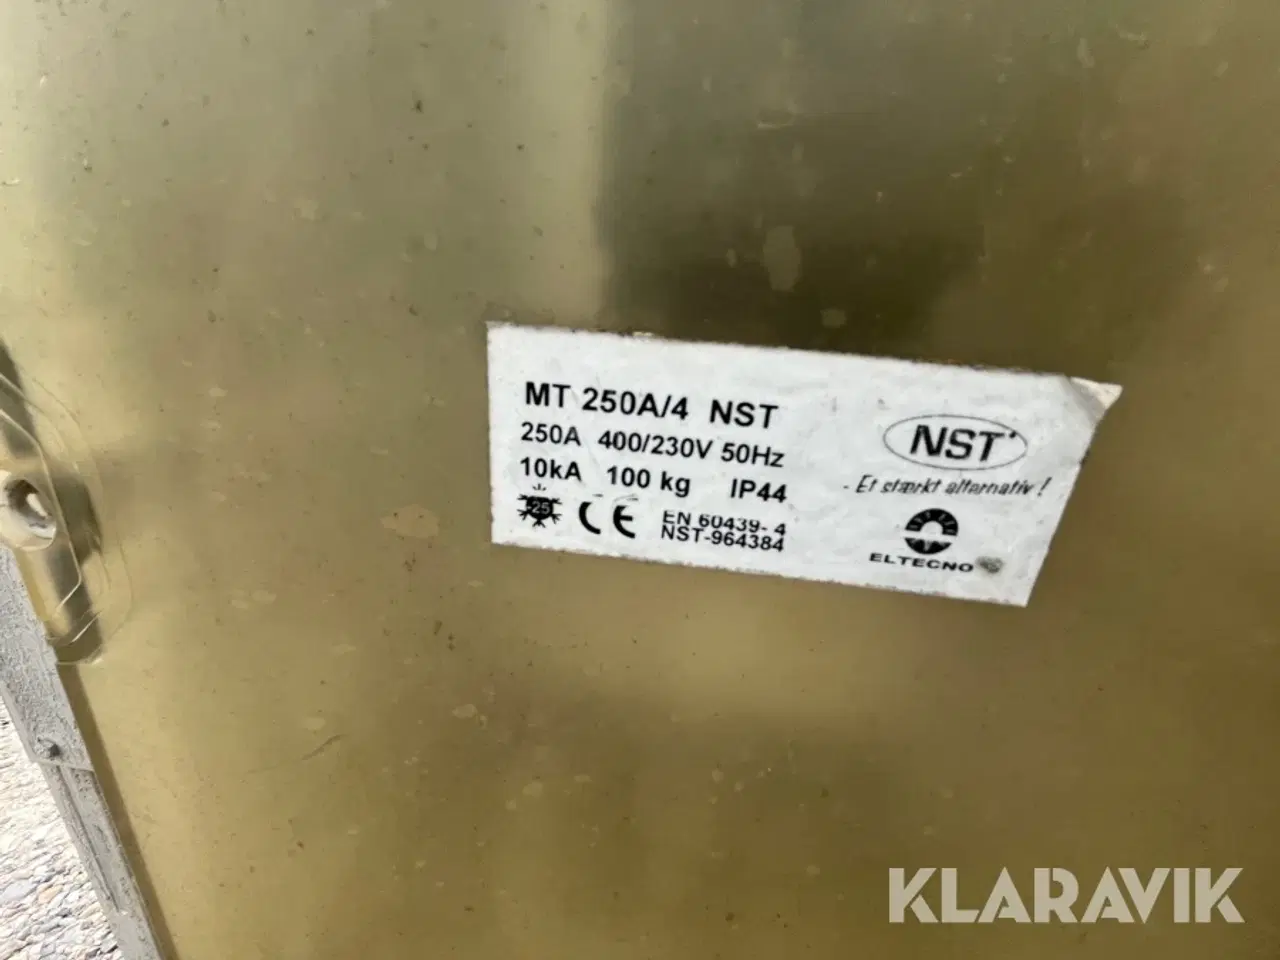 MT 250A/4 NST
250A 400/230V 50Hz
10kA 100 kg IP44
-25
CE
EN 60439-4
NST-964384
NST
- Et stærkt alternativ!
ELTECNO
KLARAVIK